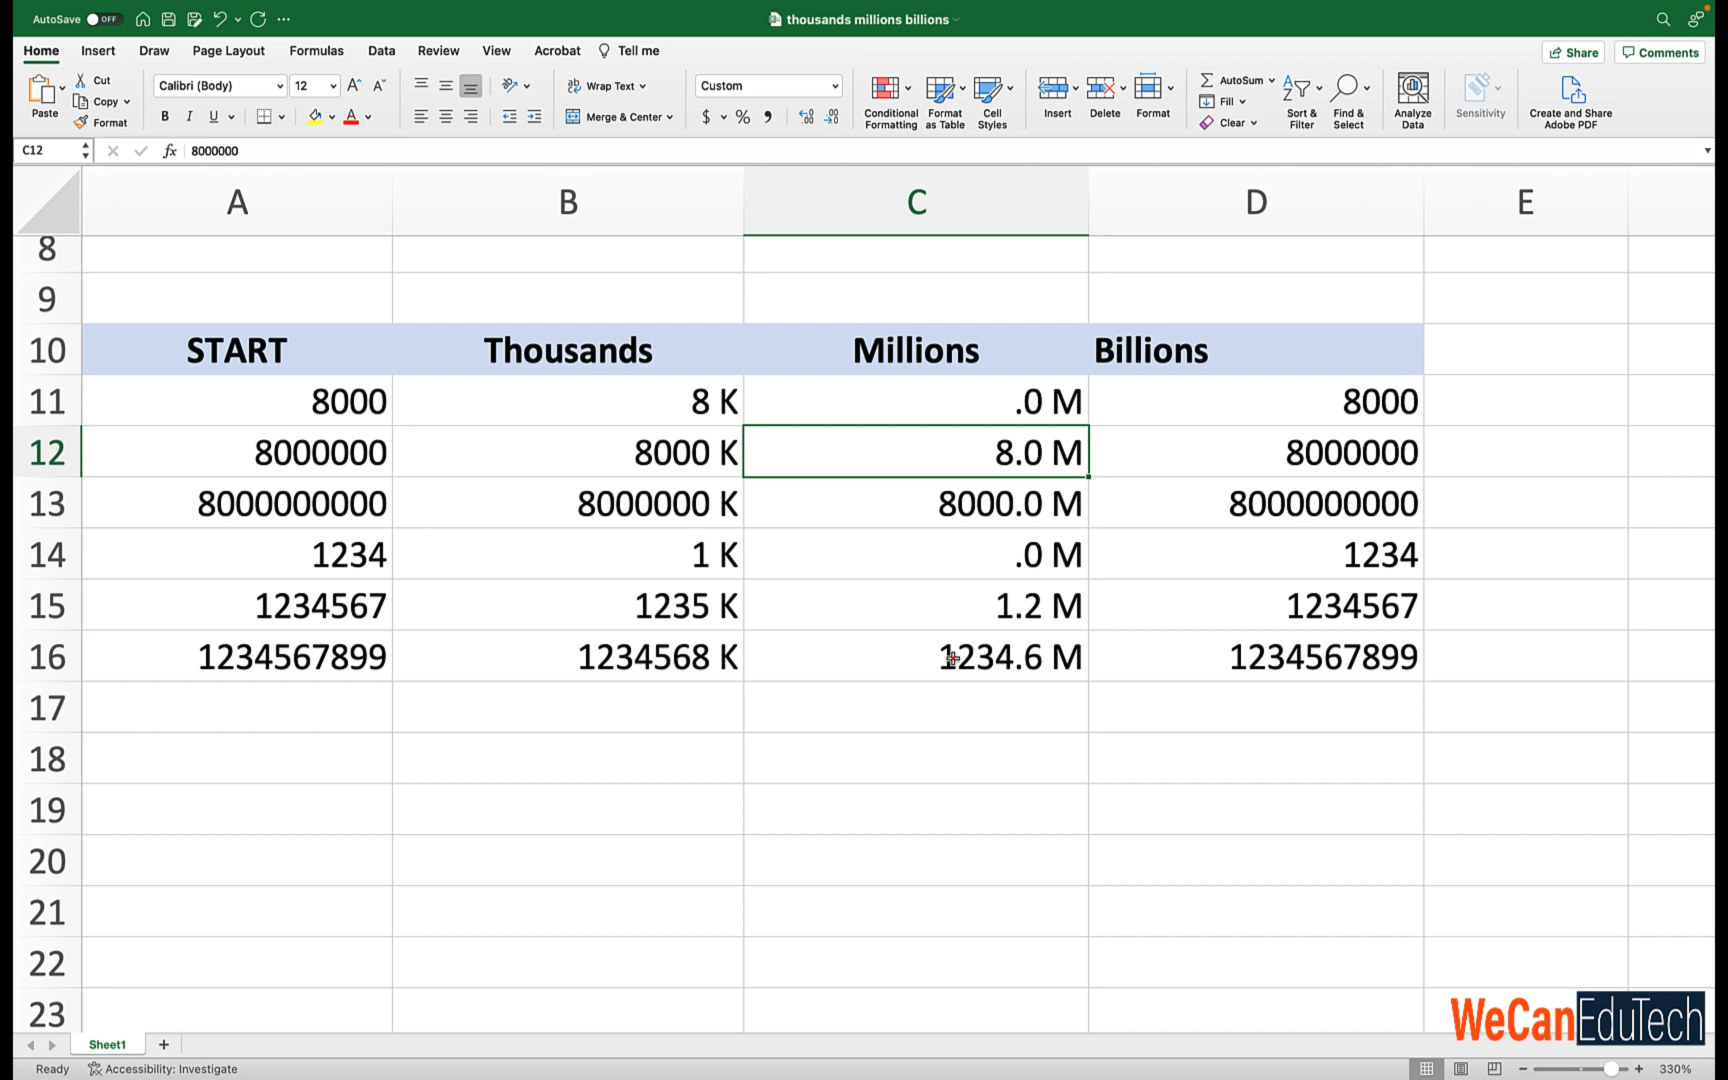 AutoSave OFF thousands millions billions
Home Insert Draw Page Layout Formulas Data Review View Acrobat Tell me Share Comments
Paste Cut Copy Format
Calibri (Body) 12 A A
B I U A
ab Wrap Text
Merge & Center
Custom
$ %
Conditional Formatting
Format as Table
Cell Styles
Insert Delete Format
AutoSum
Fill
Clear
Sort & Filter
Find & Select
Analyze Data
Sensitivity
Create and Share Adobe PDF
C12 fx 8000000
A B C D E
8
9
10 START Thousands Millions Billions
11 8000 8 K .0 M 8000
12 8000000 8000 K 8.0 M 8000000
13 8000000000 8000000 K 8000.0 M 8000000000
14 1234 1 K .0 M 1234
15 1234567 1235 K 1.2 M 1234567
16 1234567899 1234568 K 1234.6 M 1234567899
17
18
19
20
21
22
23
WeCanEduTech
Sheet1 +
Ready Accessibility: Investigate 330%